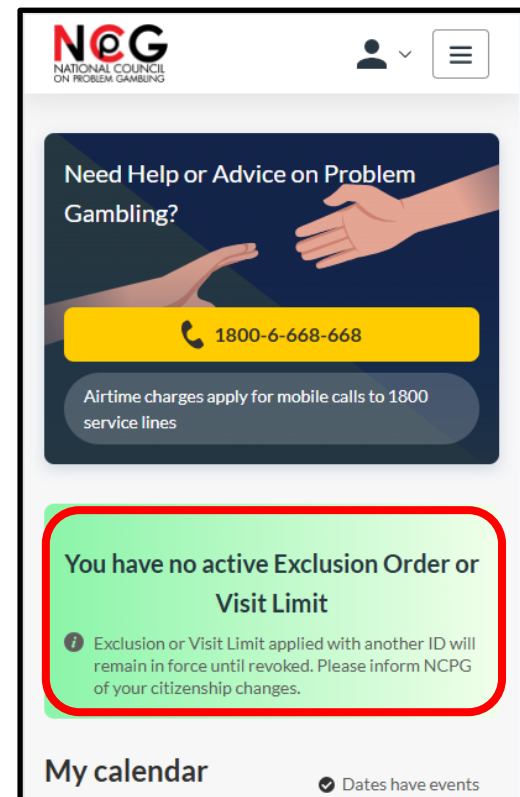 NCPG
NATIONAL COUNCIL
ON PROBLEM GAMBLING
Need Help or Advice on Problem
Gambling?
1800-6-668-668
Airtime charges apply for mobile calls to 1800
service lines
You have no active Exclusion Order or
Visit Limit
Exclusion or Visit Limit applied with another ID will
remain in force until revoked. Please inform NCPG
of your citizenship changes.
My calendar
Dates have events